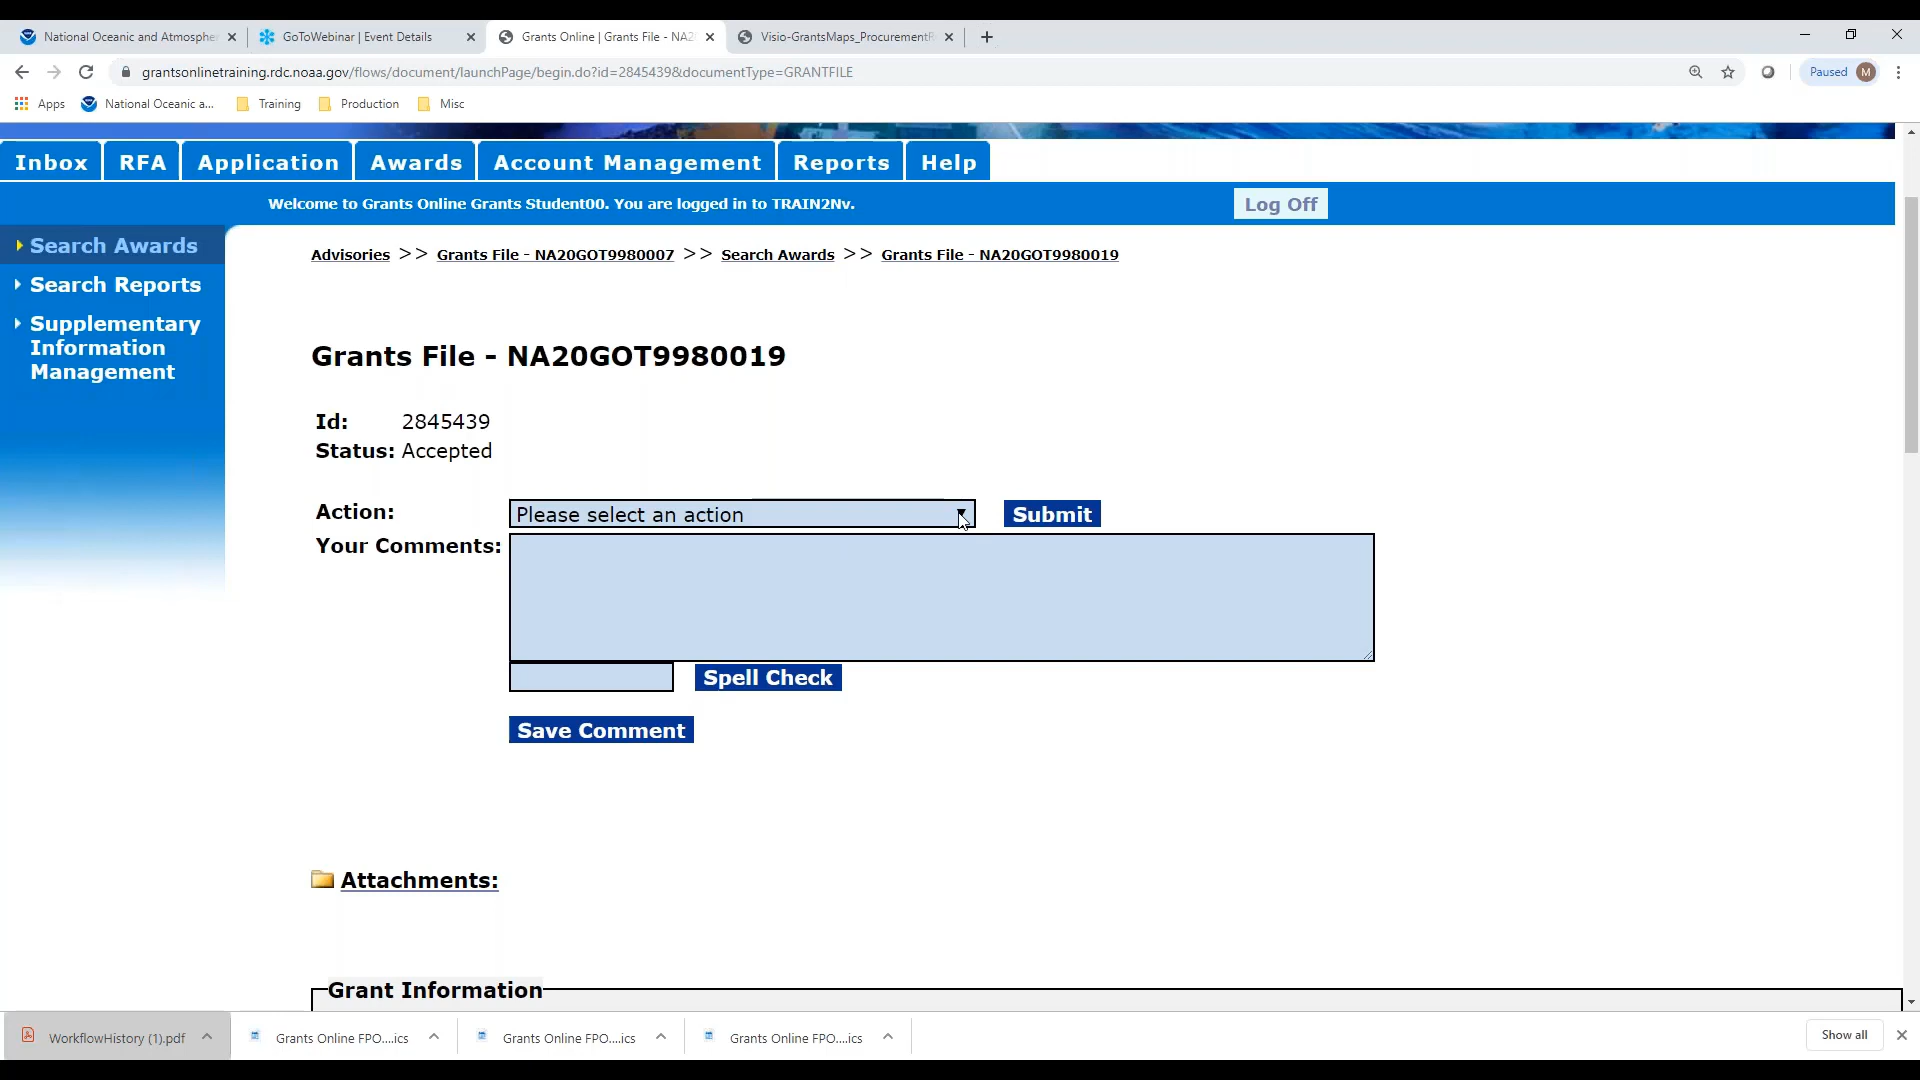 National Oceanic and Atmosphe
GoToWebinar | Event Details
Grants Online | Grants File - NA2
Visio-GrantsMaps_ProcurementR
grantsonlinetraining.rdc.noaa.gov/flows/document/launchPage/begin.do?id=2845439&documentType=GRANTFILE
Paused M
Apps National Oceanic a... Training Production Misc
Inbox RFA Application Awards Account Management Reports Help
Welcome to Grants Online Grants Student00. You are logged in to TRAIN2Nv.
Log Off
Search Awards
Search Reports
Supplementary
Information
Management
Advisories >> Grants File - NA20GOT9980007 >> Search Awards >> Grants File - NA20GOT9980019
Grants File - NA20GOT9980019
Id: 2845439
Status: Accepted
Action: Please select an action Submit
Your Comments:
Spell Check
Save Comment
Attachments:
Grant Information
WorkflowHistory (1).pdf
Grants Online FPO....ics
Grants Online FPO....ics
Grants Online FPO....ics
Show all